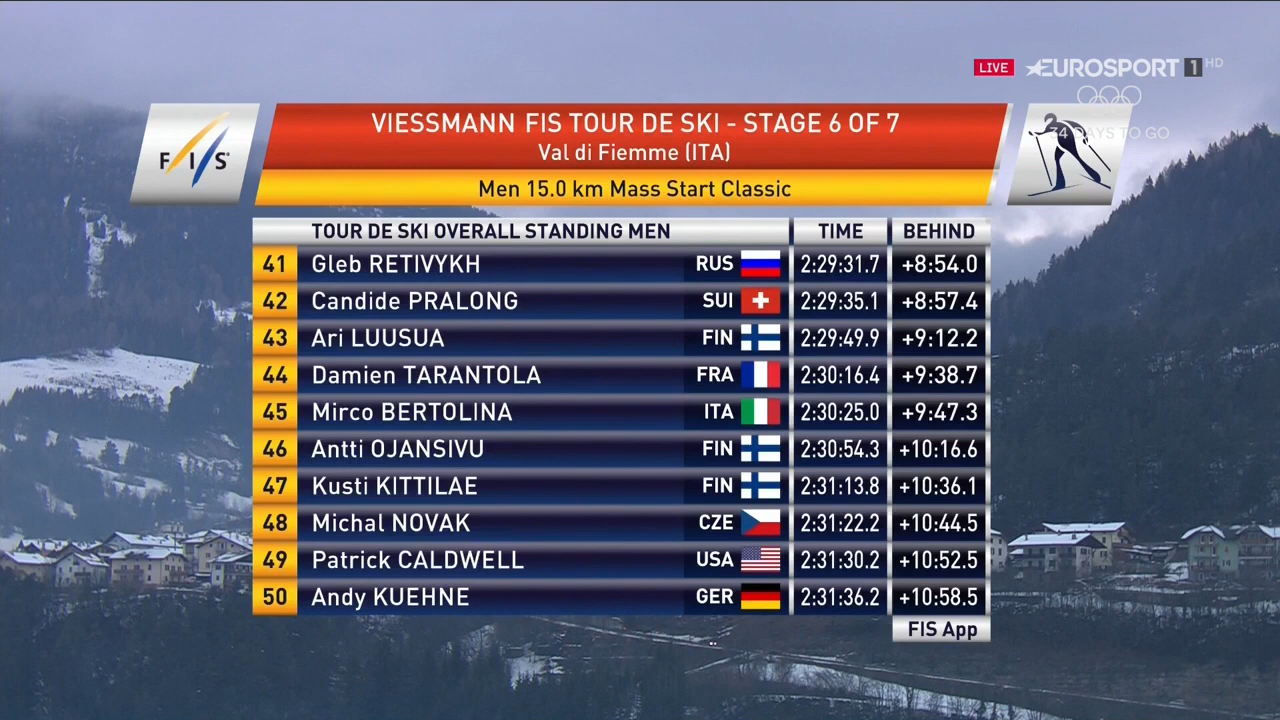 LIVE EUROSPORT 1 HD
34 DAYS TO GO
FIS
VIESSMANN FIS TOUR DE SKI - STAGE 6 OF 7
Val di Fiemme (ITA)
Men 15.0 km Mass Start Classic
TOUR DE SKI OVERALL STANDING MEN TIME BEHIND
41 Gleb RETIVYKH RUS 2:29:31.7 +8:54.0
42 Candide PRALONG SUI 2:29:35.1 +8:57.4
43 Ari LUUSUA FIN 2:29:49.9 +9:12.2
44 Damien TARANTOLA FRA 2:30:16.4 +9:38.7
45 Mirco BERTOLINA ITA 2:30:25.0 +9:47.3
46 Antti OJANSIVU FIN 2:30:54.3 +10:16.6
47 Kusti KITTILAE FIN 2:31:13.8 +10:36.1
48 Michal NOVAK CZE 2:31:22.2 +10:44.5
49 Patrick CALDWELL USA 2:31:30.2 +10:52.5
50 Andy KUEHNE GER 2:31:36.2 +10:58.5
FIS App